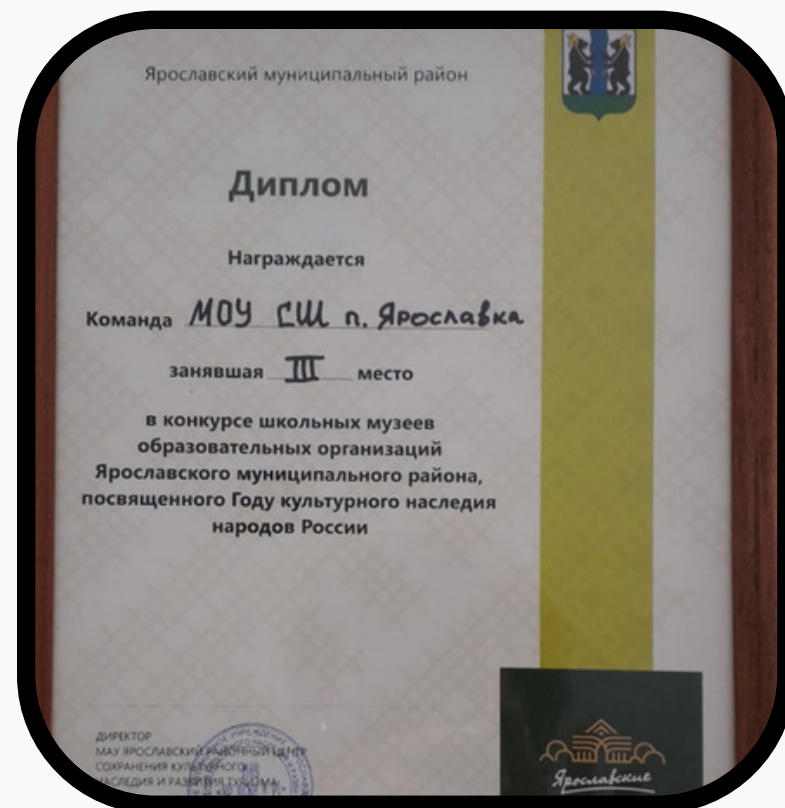 Ярославский муниципальный район
Диплом
Награждается
Команда МОУ СШ п. Ярославка
занявшая III место
в конкурсе школьных музеев
образовательных организаций
Ярославского муниципального района,
посвященного Году культурного наследия
народов России
ДИРЕКТОР
МАУ ЯРОСЛАВСКИЙ РАЙОННЫЙ ЦЕНТР
СОХРАНЕНИЯ КУЛЬТУРНОГО
НАСЛЕДИЯ И РАЗВИТИЯ ТУРИЗМА
Ярославские